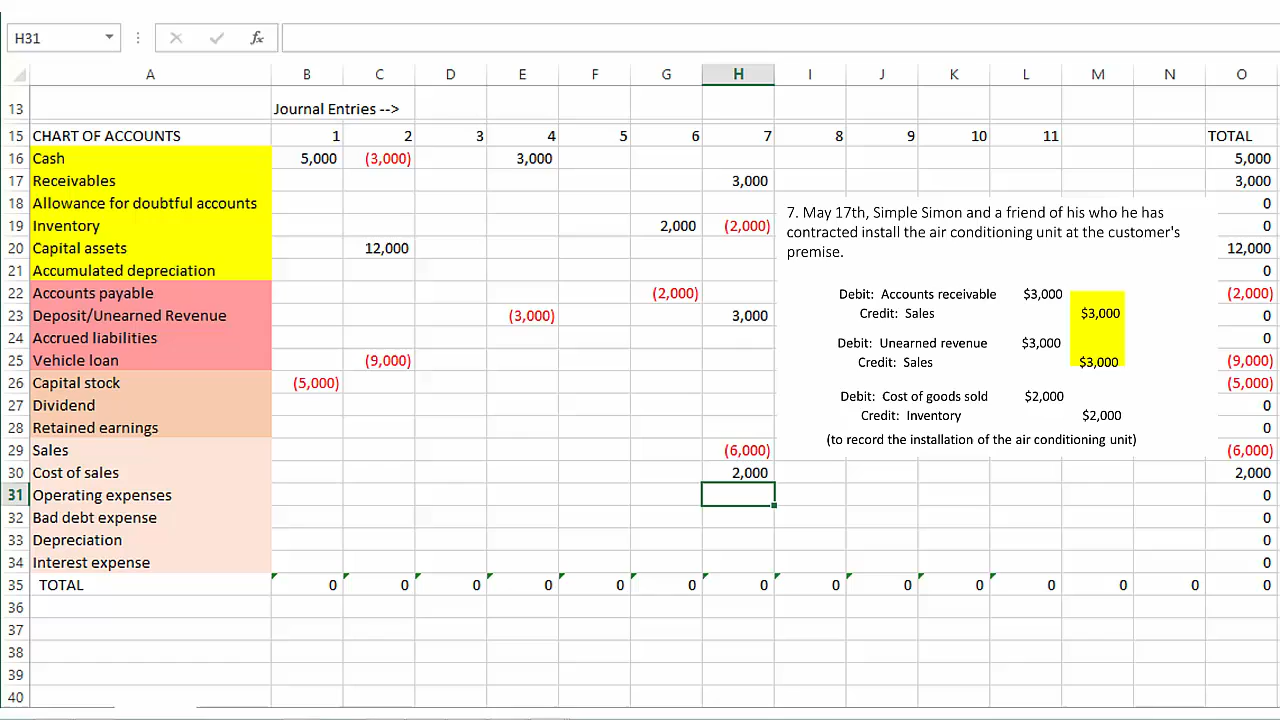 H31 fx
A B C D E F G H I J K L M N O
13 Journal Entries -->
15 CHART OF ACCOUNTS 1 2 3 4 5 6 7 8 9 10 11 TOTAL
16 Cash 5,000 (3,000) 3,000 5,000
17 Receivables 3,000 3,000
18 Allowance for doubtful accounts 0
19 Inventory 2,000 (2,000) 0
20 Capital assets 12,000 12,000
21 Accumulated depreciation 0
22 Accounts payable (2,000) (2,000)
23 Deposit/Unearned Revenue (3,000) 3,000 0
24 Accrued liabilities 0
25 Vehicle loan (9,000) (9,000)
26 Capital stock (5,000) (5,000)
27 Dividend 0
28 Retained earnings 0
29 Sales (6,000) (6,000)
30 Cost of sales 2,000 2,000
31 Operating expenses 0
32 Bad debt expense 0
33 Depreciation 0
34 Interest expense 0
35 TOTAL 0 0 0 0 0 0 0 0 0 0 0 0 0 0
36
37
38
39
40
7. May 17th, Simple Simon and a friend of his who he has
contracted install the air conditioning unit at the customer's
premise.
Debit: Accounts receivable $3,000
Credit: Sales $3,000
Debit: Unearned revenue $3,000
Credit: Sales $3,000
Debit: Cost of goods sold $2,000
Credit: Inventory $2,000
(to record the installation of the air conditioning unit)